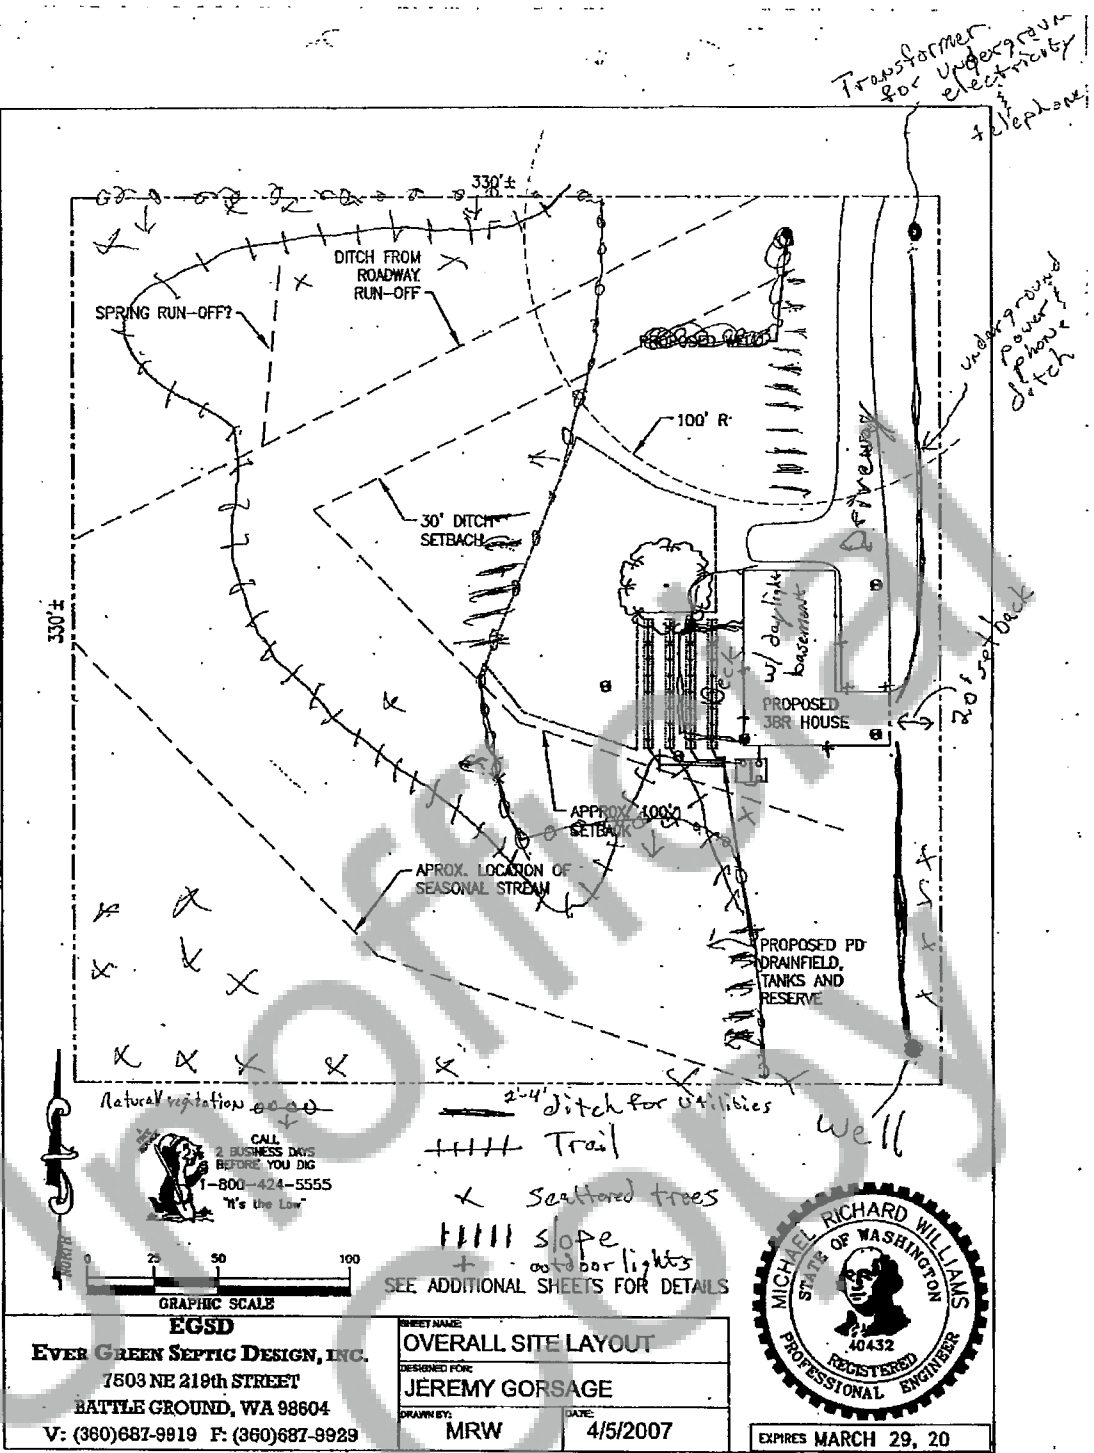 Transformer
for undergroun
electricity
&
telephone
330'±
DITCH FROM
ROADWAY
RUN-OFF
SPRING RUN-OFF?
underground
power &
phone
ditch
100' R
Driveway
30' DITCH
SETBACH
330'±
w/ daylight
basement
Deck
20' setback
PROPOSED
3BR HOUSE
APPROX. 100'
SETBACK
APROX. LOCATION OF
SEASONAL STREAM
PROPOSED PD
DRAINFIELD,
TANKS AND
RESERVE
Natural vegitation
2'-4' ditch for utilities
Well
CALL
2 BUSINESS DAYS
BEFORE YOU DIG
1-800-424-5555
"It's the Law"
Trail
scattered trees
slope
outdoor lights
SEE ADDITIONAL SHEETS FOR DETAILS
NORTH
0 25 50 100
GRAPHIC SCALE
EGSD
EVER GREEN SEPTIC DESIGN, INC.
7803 NE 219th STREET
BATTLE GROUND, WA 98604
V: (360)687-9919 F: (360)687-9929
SHEET NAME:
OVERALL SITE LAYOUT
DESIGNED FOR:
JEREMY GORSAGE
DRAWN BY:
MRW
DATE:
4/5/2007
MICHAEL RICHARD WILLIAMS
STATE OF WASHINGTON
40432
REGISTERED
PROFESSIONAL ENGINEER
EXPIRES MARCH 29, 20
Unofficial
Copy